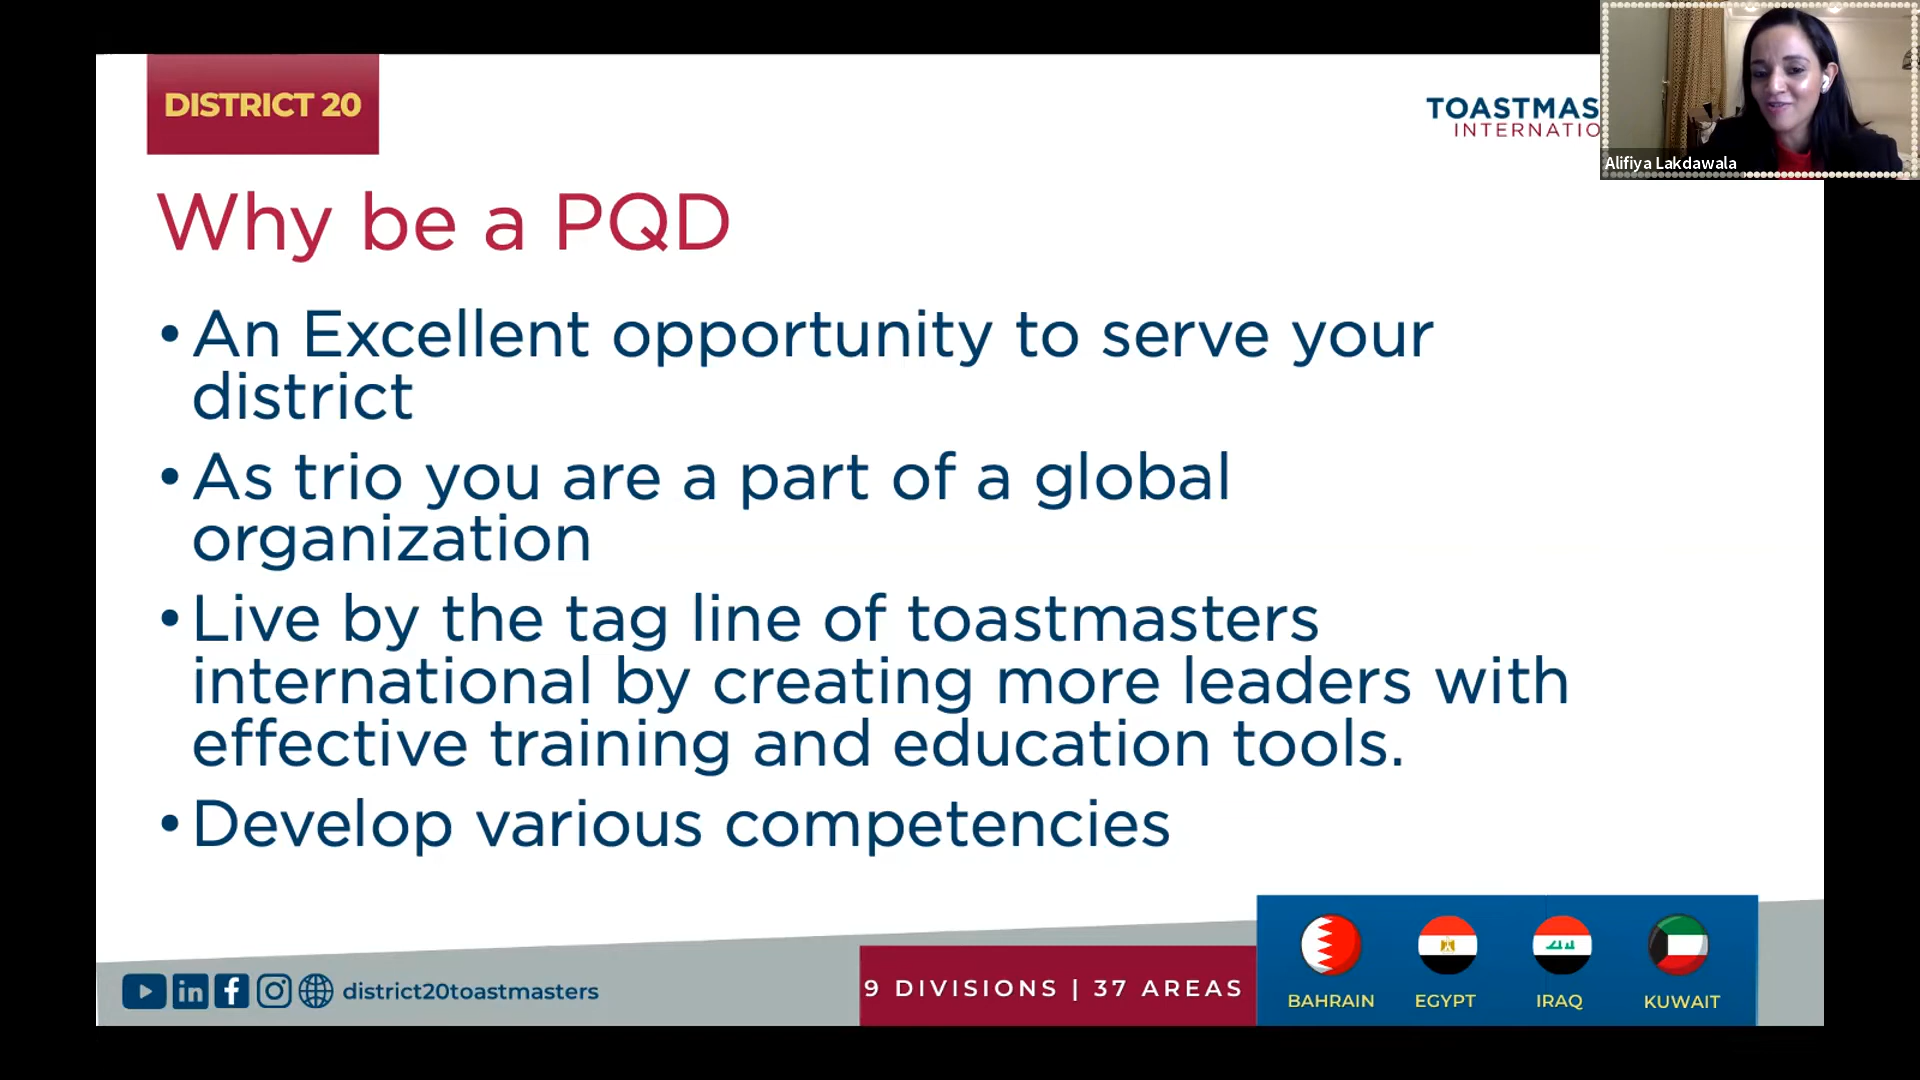 DISTRICT 20
TOASTMAS
INTERNATIO
Alifiya Lakdawala
Why be a PQD
• An Excellent opportunity to serve your
district
• As trio you are a part of a global
organization
• Live by the tag line of toastmasters
international by creating more leaders with
effective training and education tools.
• Develop various competencies
district20toastmasters
9 DIVISIONS | 37 AREAS
BAHRAIN EGYPT IRAQ KUWAIT